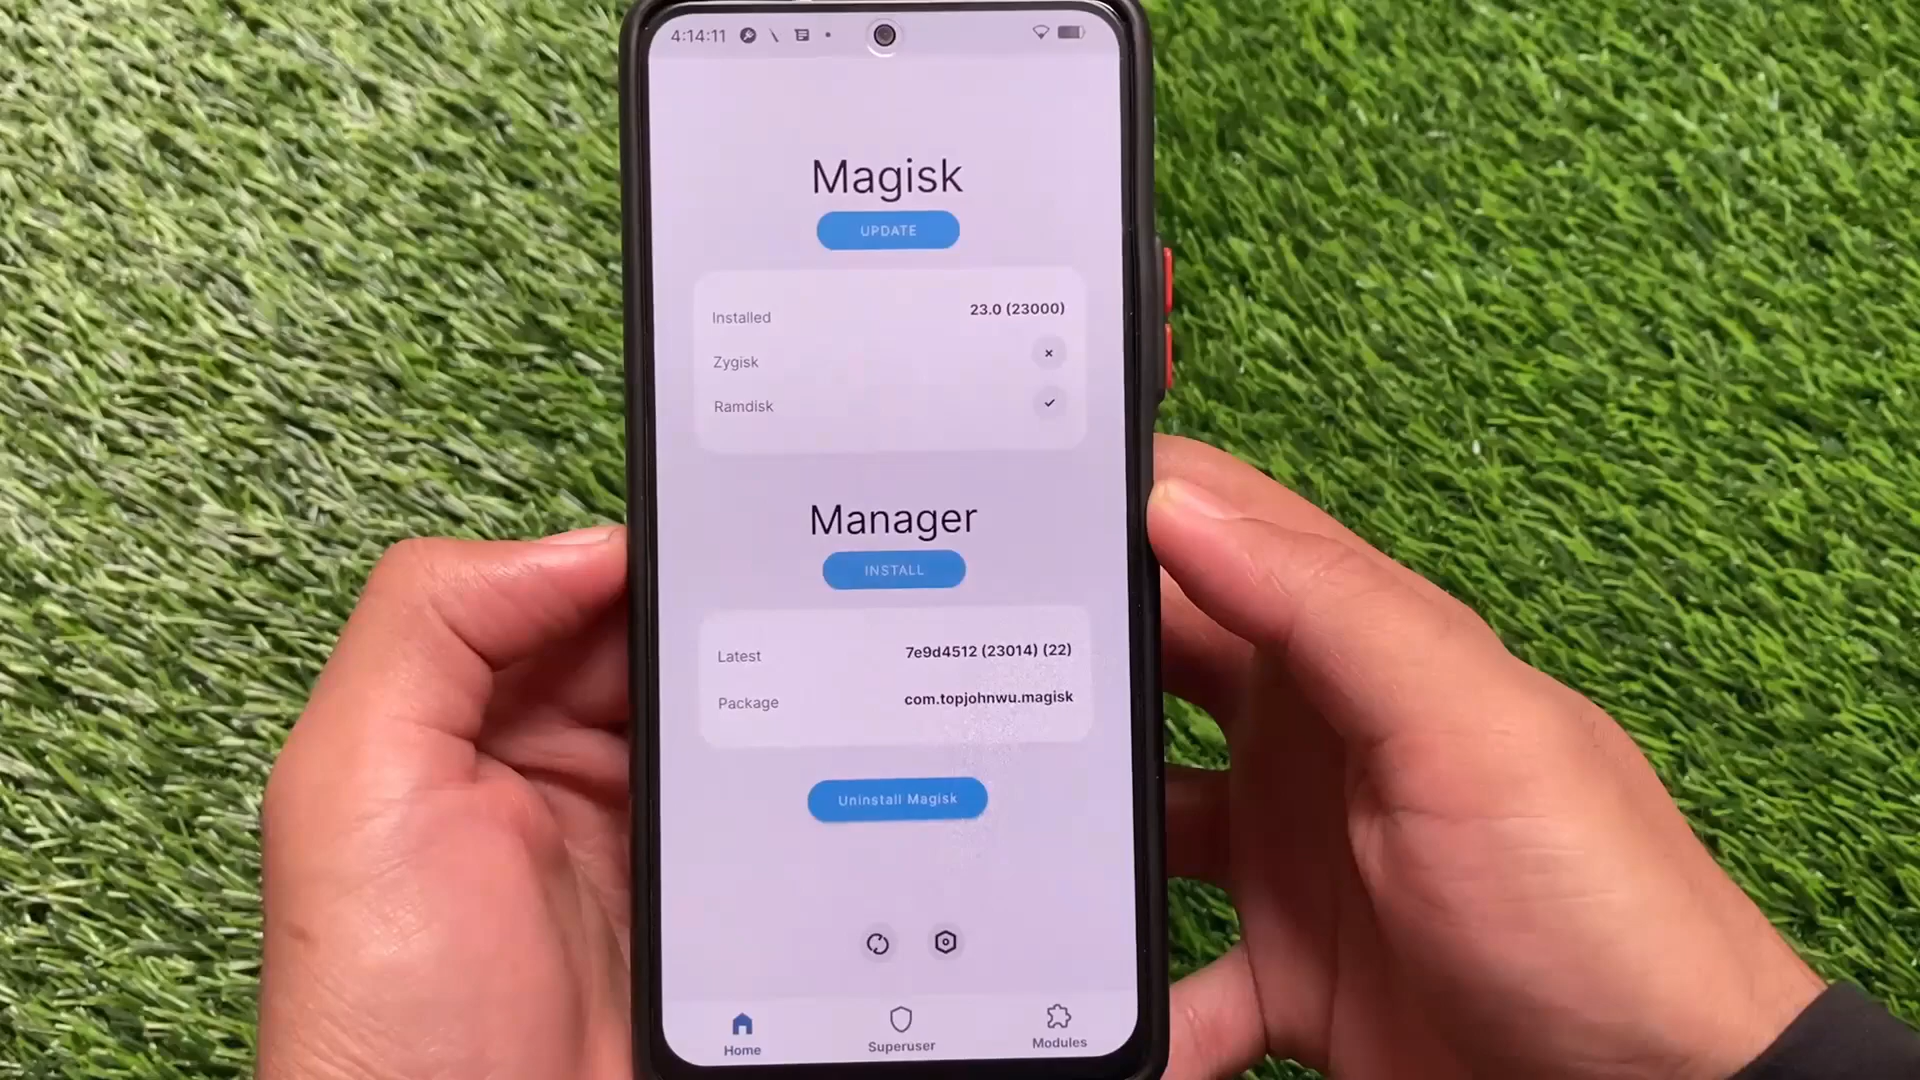 4:14:11
Magisk
UPDATE
Installed 23.0 (23000)
Zygisk
Ramdisk
Manager
INSTALL
Latest 7e9d4512 (23014) (22)
Package com.topjohnwu.magisk
Uninstall Magisk
Home Superuser Modules